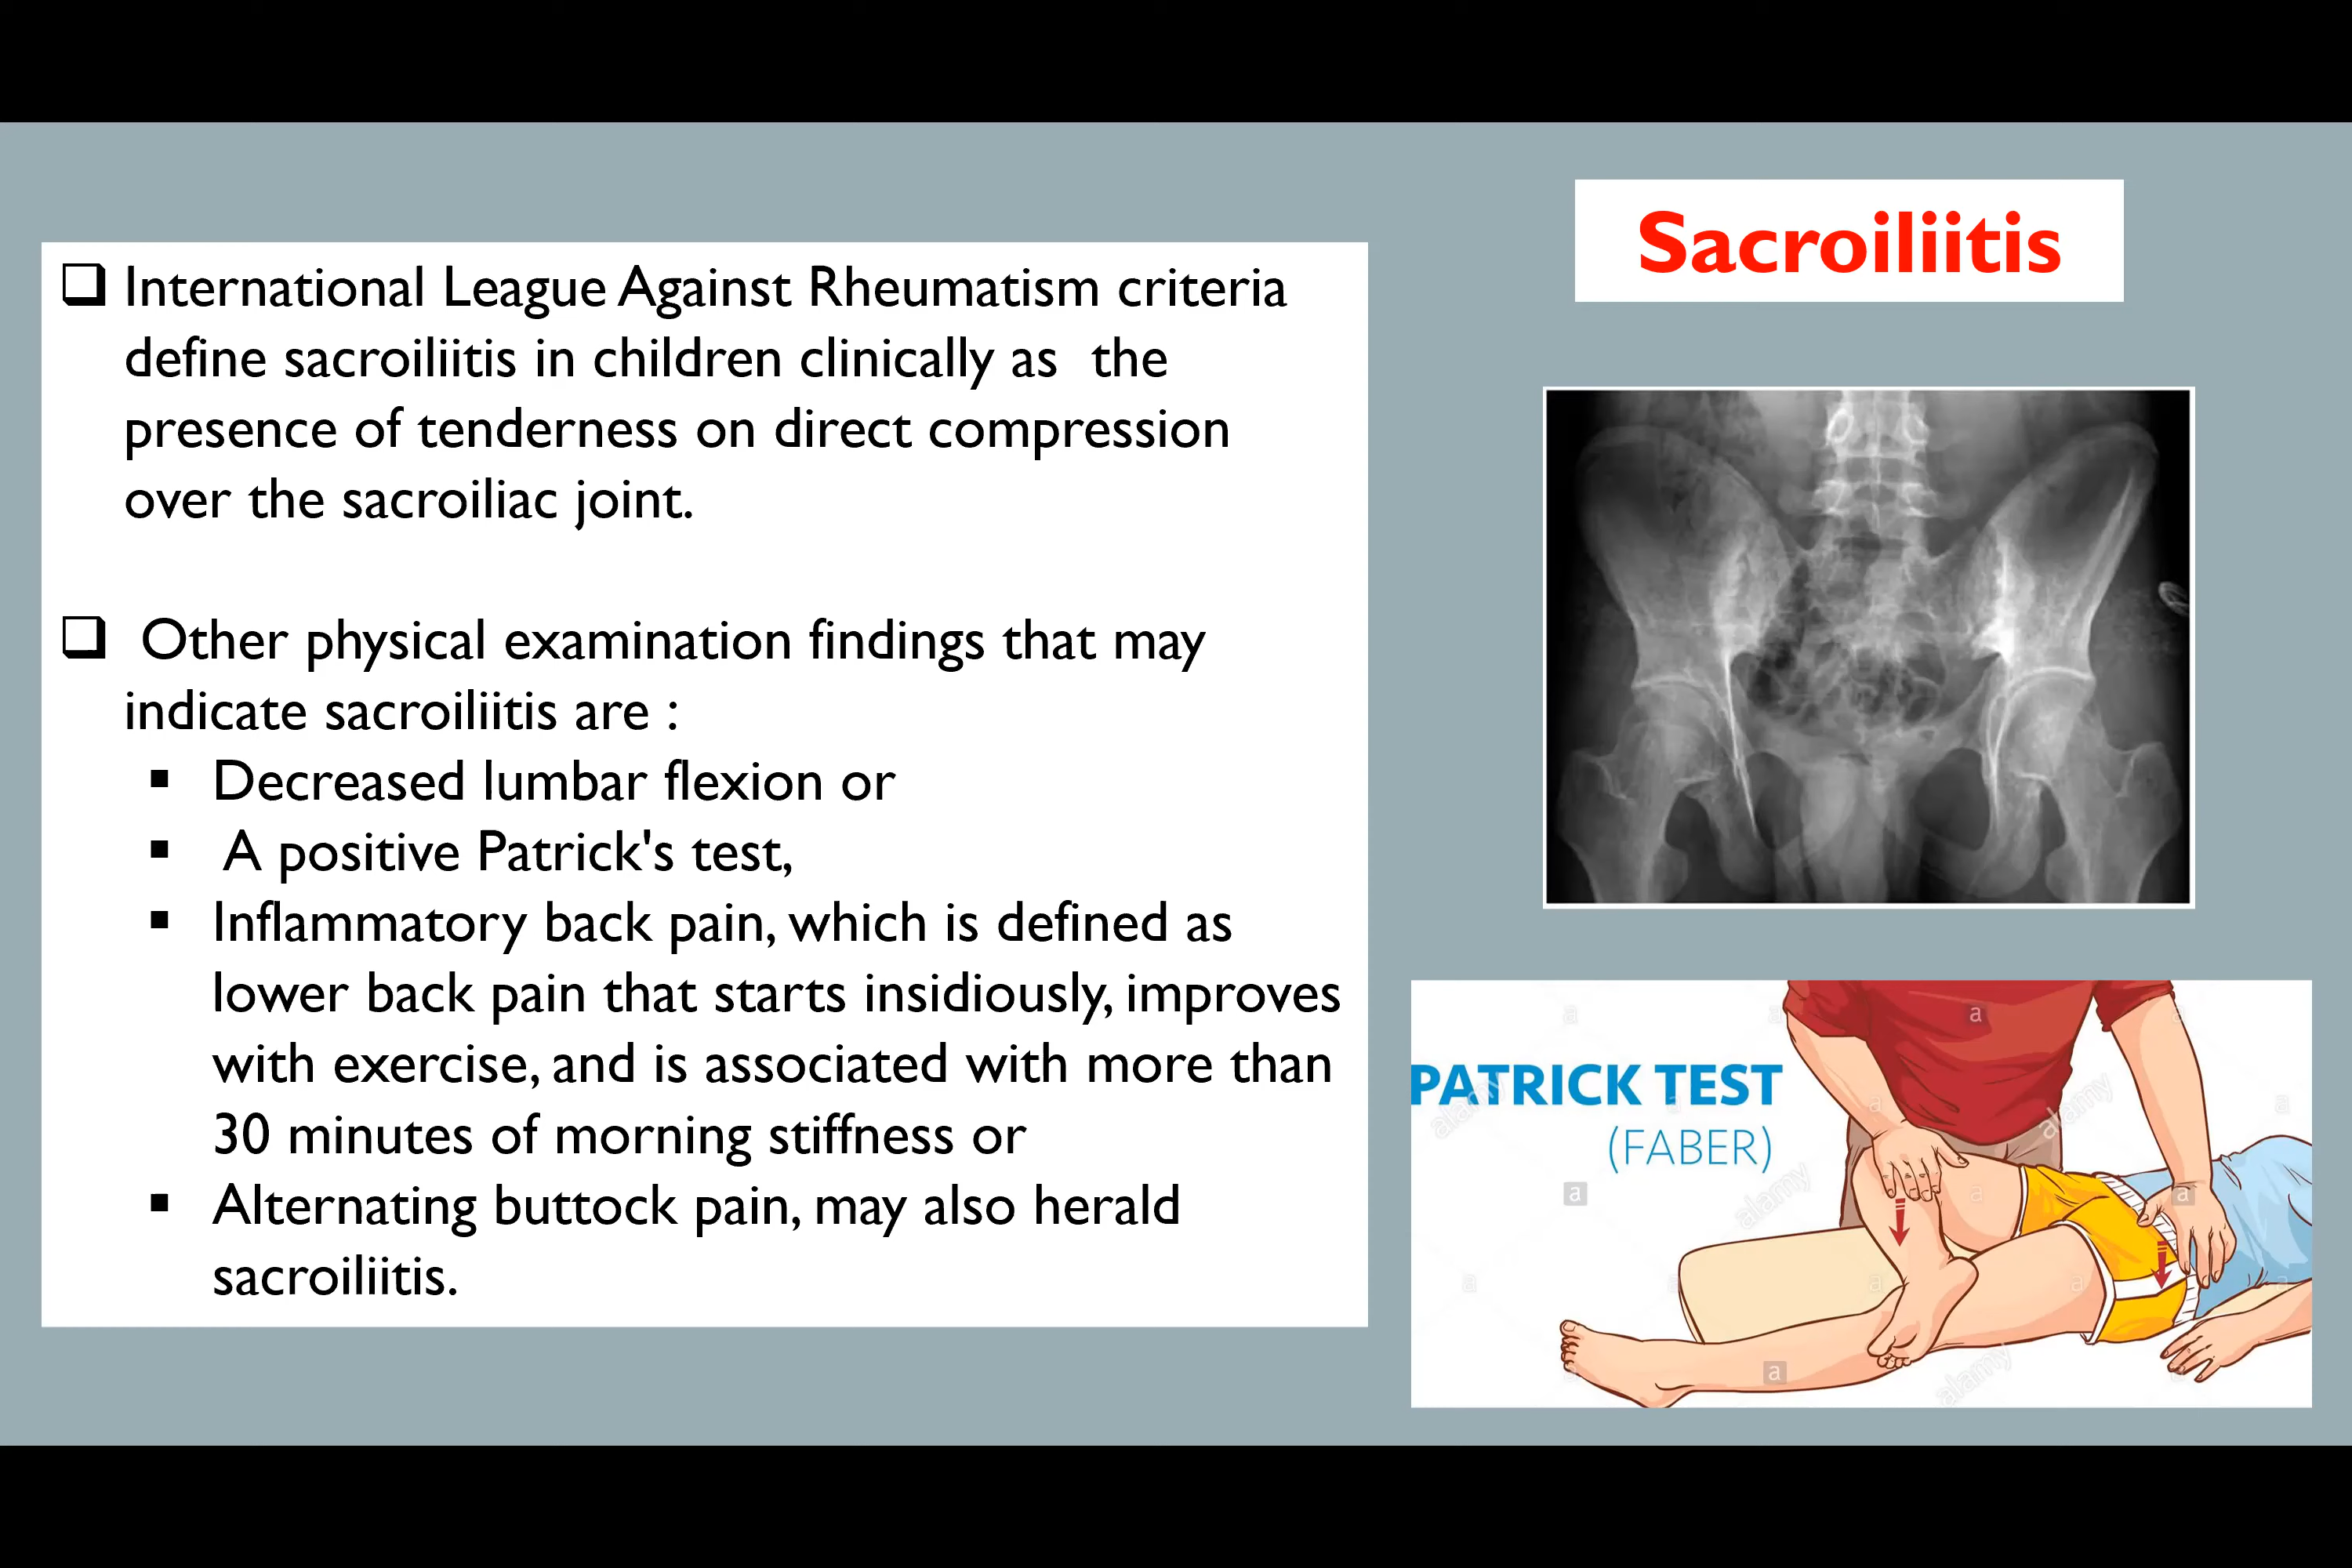 Sacroiliitis
❑ International League Against Rheumatism criteria
define sacroiliitis in children clinically as the
presence of tenderness on direct compression
over the sacroiliac joint.
❑ Other physical examination findings that may
indicate sacroiliitis are :
▪ Decreased lumbar flexion or
▪ A positive Patrick's test,
▪ Inflammatory back pain, which is defined as
lower back pain that starts insidiously, improves
with exercise, and is associated with more than
30 minutes of morning stiffness or
▪ Alternating buttock pain, may also herald
sacroiliitis.
PATRICK TEST
(FABER)
alamy
alamy
alamy
alamy
a
a
a
a